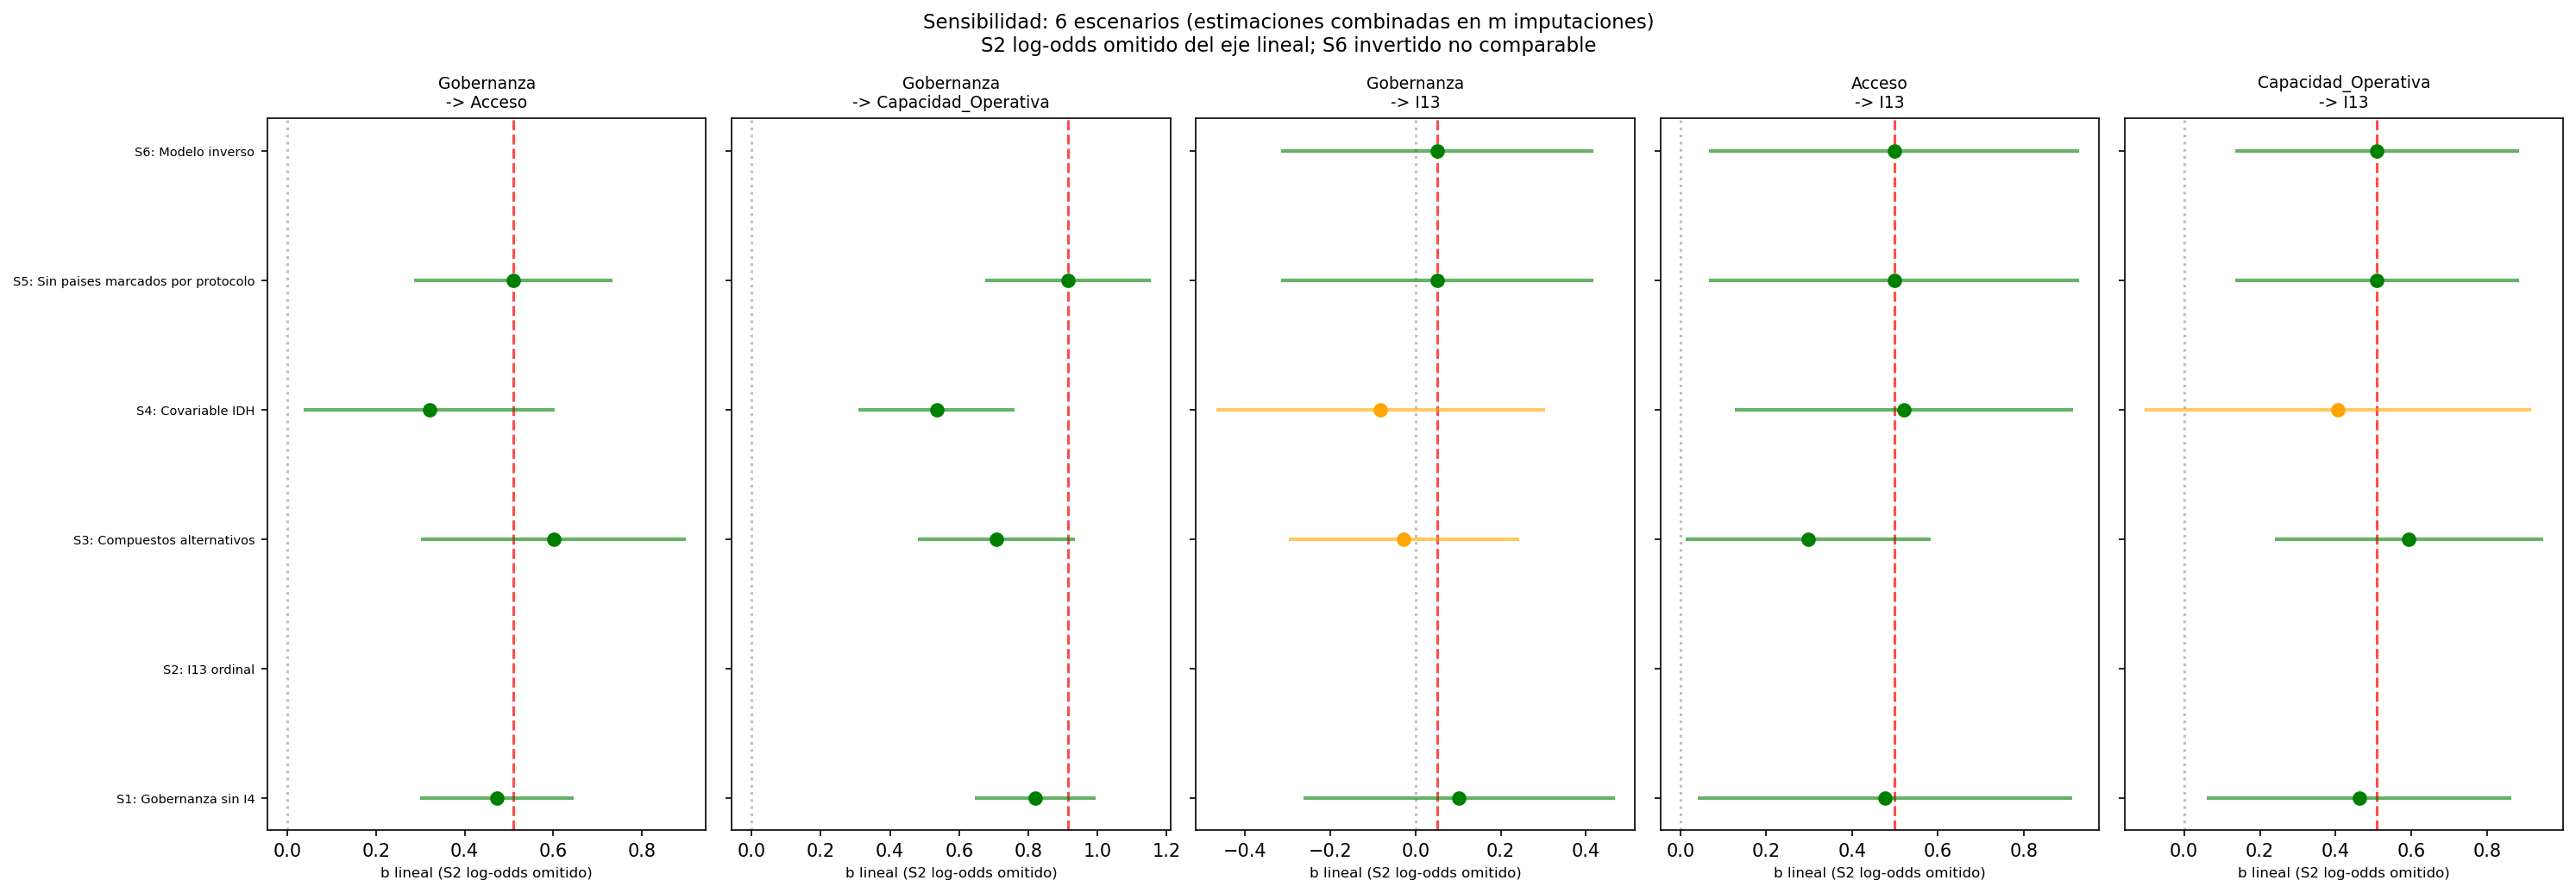 Sensibilidad: 6 escenarios (estimaciones combinadas en m imputaciones)
S2 log-odds omitido del eje lineal; S6 invertido no comparable
Gobernanza
-> Acceso
Gobernanza
-> Capacidad_Operativa
Gobernanza
-> I13
Acceso
-> I13
Capacidad_Operativa
-> I13
S6: Modelo inverso
S5: Sin paises marcados por protocolo
S4: Covariable IDH
S3: Compuestos alternativos
S2: I13 ordinal
S1: Gobernanza sin I4
0.0 0.2 0.4 0.6 0.8
0.0 0.2 0.4 0.6 0.8 1.0 1.2
−0.4 −0.2 0.0 0.2 0.4
0.0 0.2 0.4 0.6 0.8
0.0 0.2 0.4 0.6 0.8
b lineal (S2 log-odds omitido)
b lineal (S2 log-odds omitido)
b lineal (S2 log-odds omitido)
b lineal (S2 log-odds omitido)
b lineal (S2 log-odds omitido)